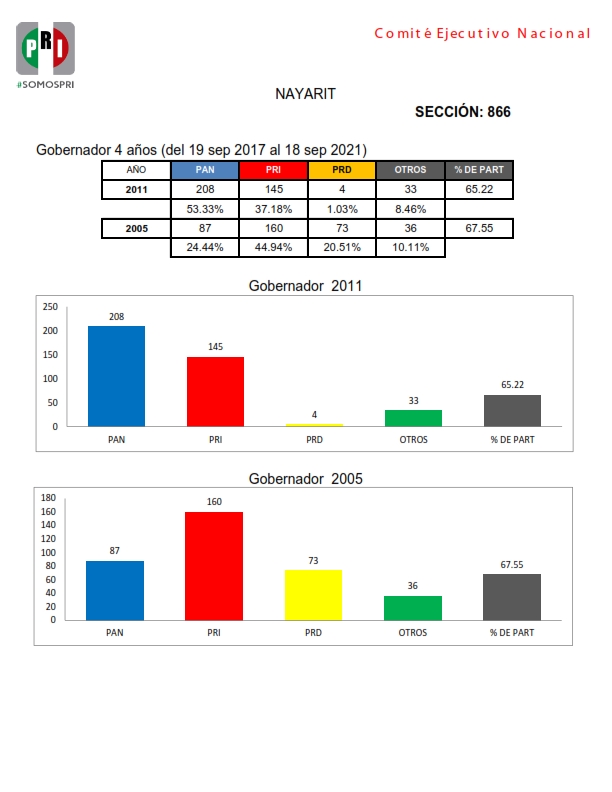 Comité Ejecutivo Nacional
PRI
#SOMOSPRI
NAYARIT
SECCIÓN: 866
Gobernador 4 años (del 19 sep 2017 al 18 sep 2021)
AÑO PAN PRI PRD OTROS % DE PART
2011 208 145 4 33 65.22
53.33% 37.18% 1.03% 8.46%
2005 87 160 73 36 67.55
24.44% 44.94% 20.51% 10.11%
Gobernador 2011
250
200
150
100
50
0
208
145
4
33
65.22
PAN PRI PRD OTROS % DE PART
Gobernador 2005
180
160
140
120
100
80
60
40
20
0
87
160
73
36
67.55
PAN PRI PRD OTROS % DE PART